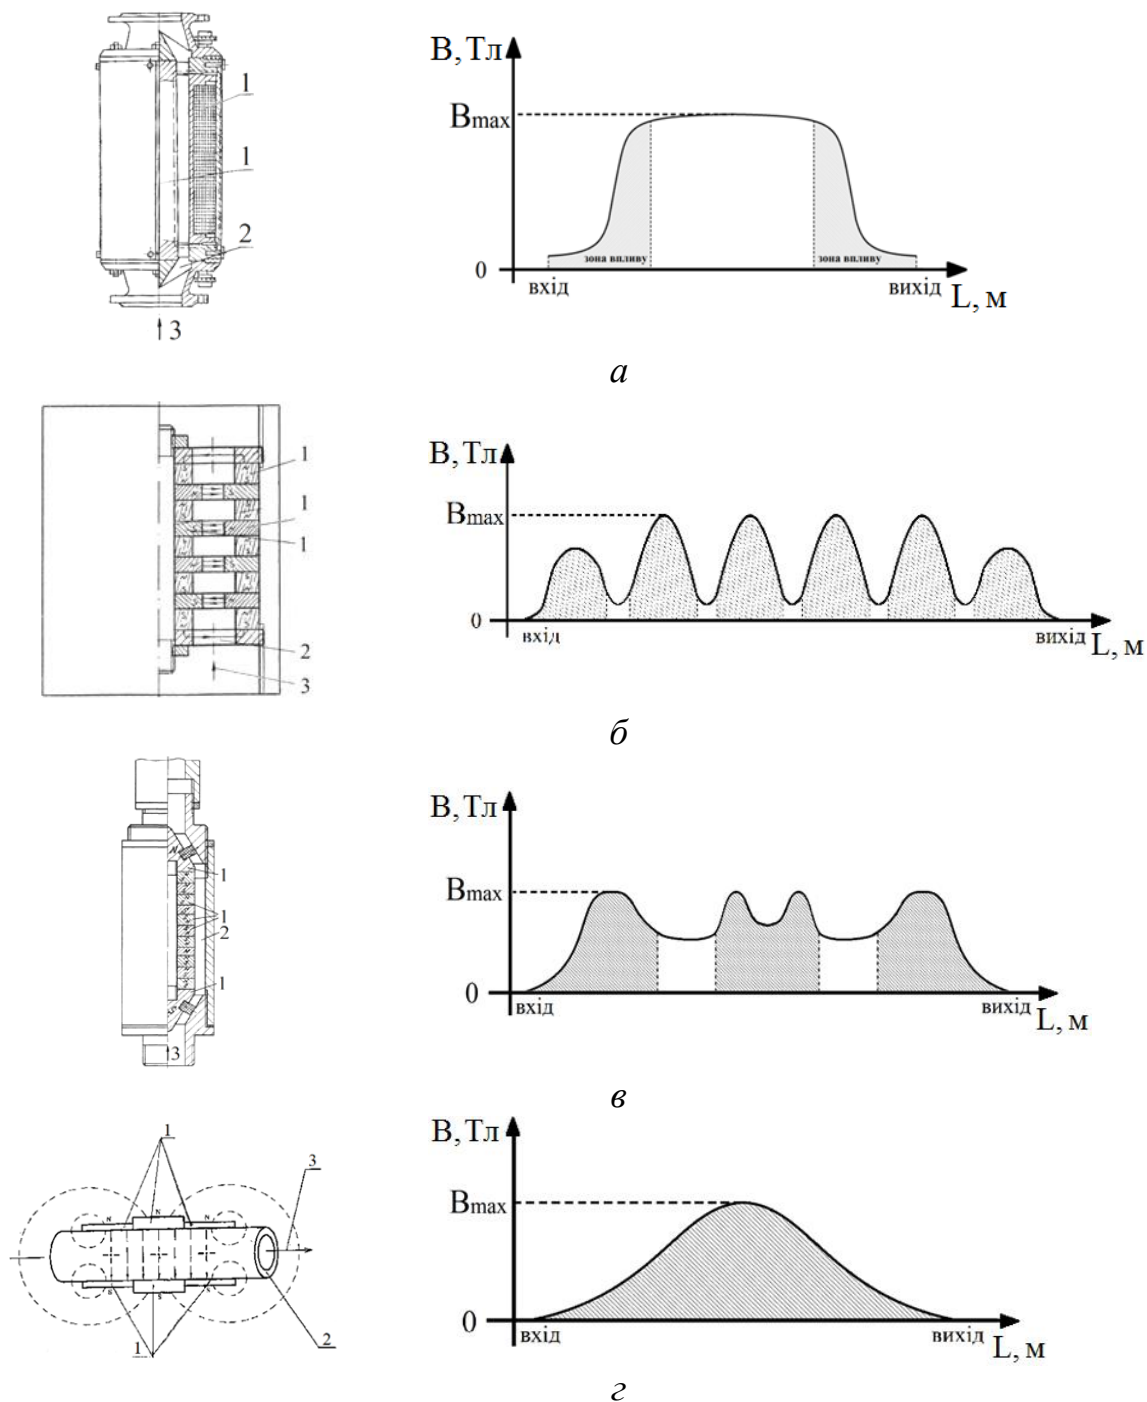 1
1
2
3
B, Тл
Bmax
0
зона впливу
зона впливу
вхід
вихід
L, м
а
1
1
1
2
3
B, Тл
Bmax
0
вхід
вихід
L, м
б
N
1
1
2
1
S
3
B, Тл
Bmax
0
вхід
вихід
L, м
в
1
3
N
N
N
S
S
S
1
2
B, Тл
Bmax
0
вхід
вихід
L, м
г